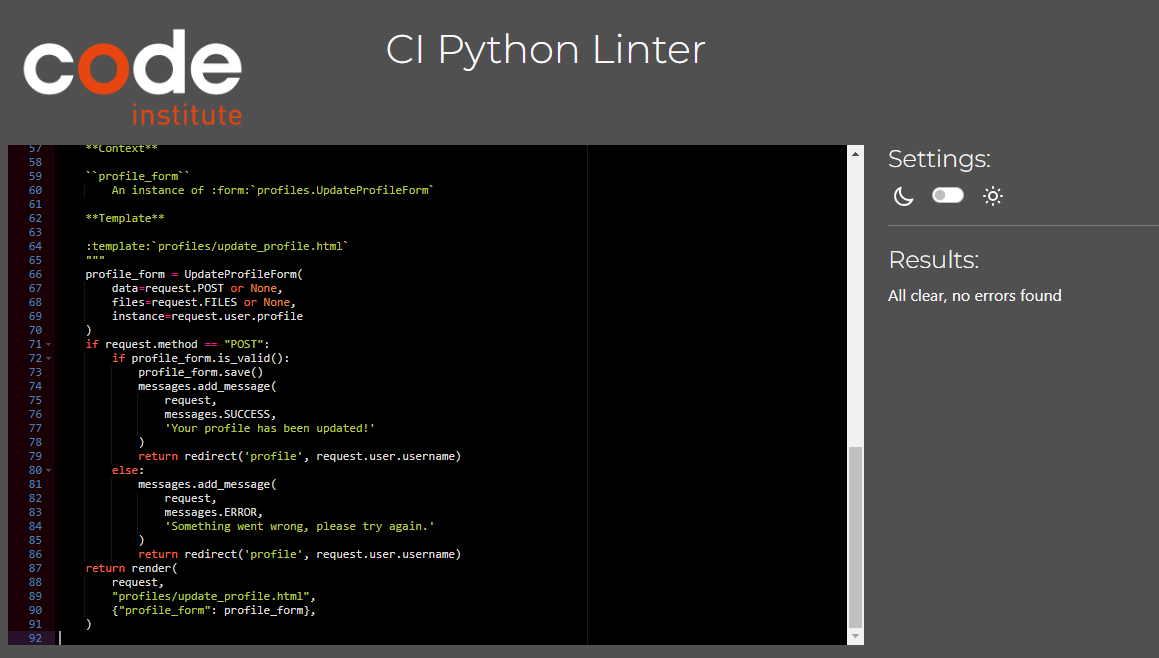 code
institute
CI Python Linter
57 **Context**
58
59 ``profile_form``
60 An instance of :form:`profiles.UpdateProfileForm`
61
62 **Template**
63
64 :template:`profiles/update_profile.html`
65 """
66 profile_form = UpdateProfileForm(
67 data=request.POST or None,
68 files=request.FILES or None,
69 instance=request.user.profile
70 )
71 if request.method == "POST":
72 if profile_form.is_valid():
73 profile_form.save()
74 messages.add_message(
75 request,
76 messages.SUCCESS,
77 'Your profile has been updated!'
78 )
79 return redirect('profile', request.user.username)
80 else:
81 messages.add_message(
82 request,
83 messages.ERROR,
84 'Something went wrong, please try again.'
85 )
86 return redirect('profile', request.user.username)
87 return render(
88 request,
89 "profiles/update_profile.html",
90 {"profile_form": profile_form},
91 )
92
Settings:
Results:
All clear, no errors found